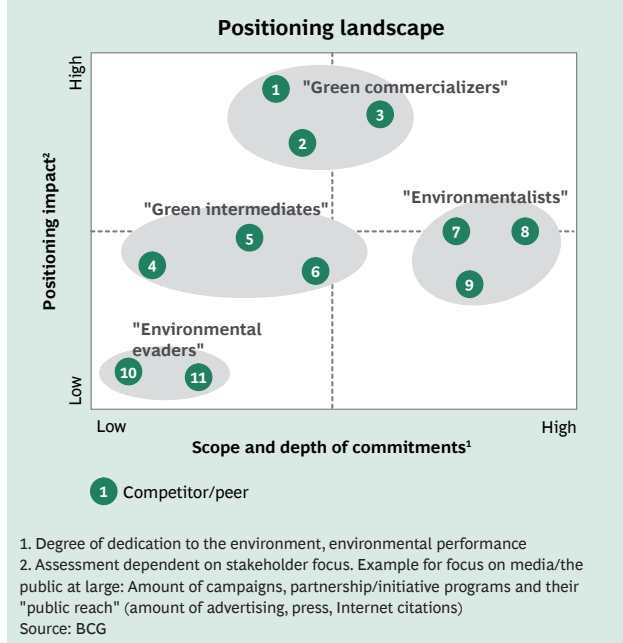 Positioning landscape
High
Positioning impact²
Low
1
"Green commercializers"
3
2
"Green intermediates"
"Environmentalists"
5
7
8
4
6
9
"Environmental
evaders"
10
11
Low
High
Scope and depth of commitments¹
1 Competitor/peer
1. Degree of dedication to the environment, environmental performance
2. Assessment dependent on stakeholder focus. Example for focus on media/the
public at large: Amount of campaigns, partnership/initiative programs and their
"public reach" (amount of advertising, press, Internet citations)
Source: BCG